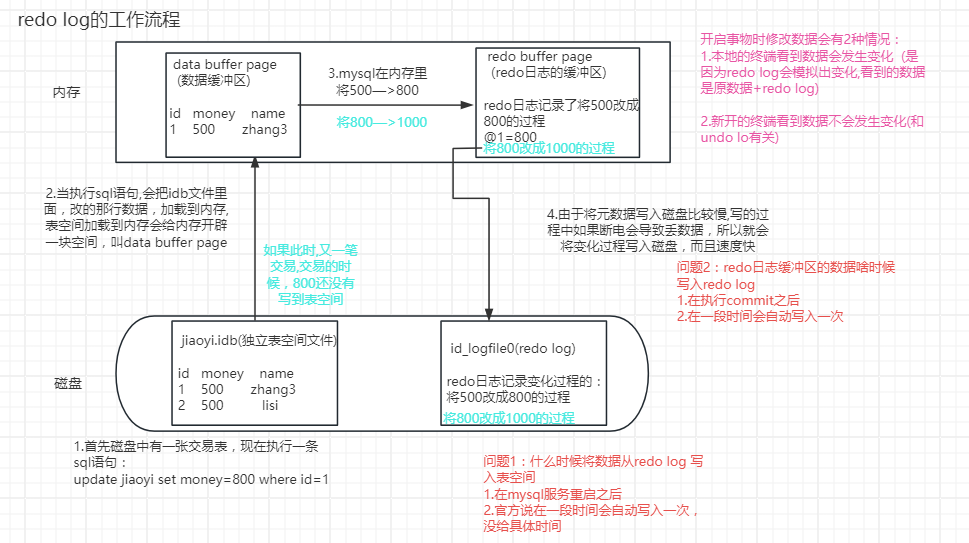 redo log的工作流程
内存
data buffer page
(数据缓冲区)
id money name
1 500 zhang3
3.mysql在内存里
将500—>800
将800—>1000
redo buffer page
(redo日志的缓冲区)
redo日志记录了将500改成
800的过程
@1=800
将800改成1000的过程
开启事物时修改数据会有2种情况：
1.本地的终端看到数据会发生变化（是
因为redo log会模拟出变化,看到的数据
是原数据+redo log)
2.新开的终端看到数据不会发生变化(和
undo lo有关)
2.当执行sql语句,会把idb文件里
面，改的那行数据，加载到内存,
表空间加载到内存会给内存开辟
一块空间，叫data buffer page
如果此时,又一笔
交易,交易的时
候，800还没有
写到表空间
4.由于将元数据写入磁盘比较慢,写的过
程中如果断电会导致丢数据，所以就会
将变化过程写入磁盘，而且速度快
问题2：redo日志缓冲区的数据啥时候
写入redo log
1.在执行commit之后
2.在一段时间会自动写入一次
磁盘
jiaoyi.idb(独立表空间文件)
id money name
1 500 zhang3
2 500 lisi
id_logfile0(redo log)
redo日志记录变化过程的：
将500改成800的过程
将800改成1000的过程
1.首先磁盘中有一张交易表，现在执行一条
sql语句：
update jiaoyi set money=800 where id=1
问题1：什么时候将数据从redo log 写
入表空间
1.在mysql服务重启之后
2.官方说在一段时间会自动写入一次，
没给具体时间